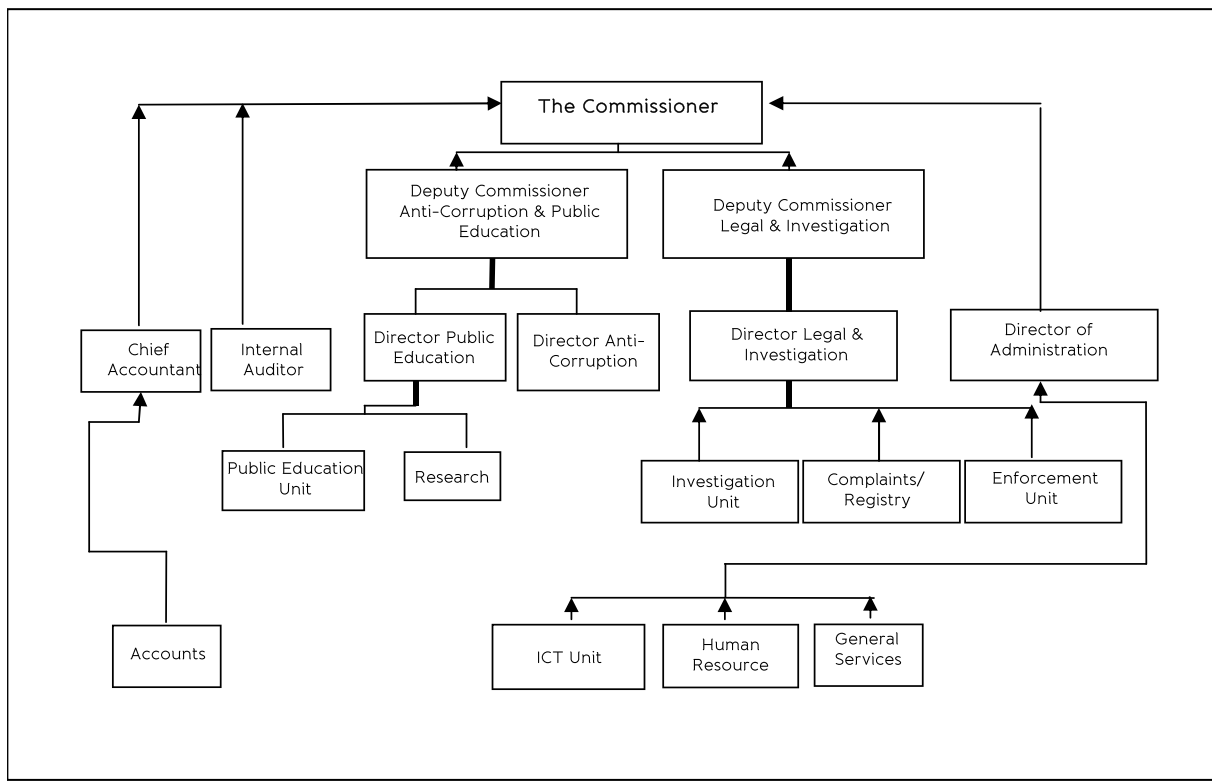 The Commissioner
Deputy Commissioner
Anti-Corruption & Public
Education
Deputy Commissioner
Legal & Investigation
Chief
Accountant
Internal
Auditor
Director Public
Education
Director Anti-
Corruption
Director Legal &
Investigation
Director of
Administration
Public Education
Unit
Research
Investigation
Unit
Complaints/
Registry
Enforcement
Unit
Accounts
ICT Unit
Human
Resource
General
Services